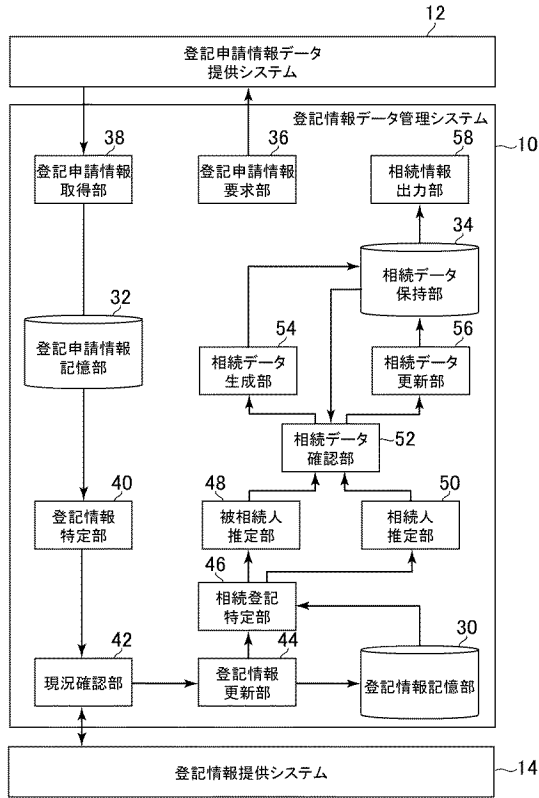 12
登記申請情報データ
提供システム
登記情報データ管理システム
10
38
登記申請情報
取得部
36
登記申請情報
要求部
58
相続情報
出力部
34
相続データ
保持部
32
登記申請情報
記憶部
54
相続データ
生成部
56
相続データ
更新部
相続データ
確認部
52
40
登記情報
特定部
48
被相続人
推定部
50
相続人
推定部
46
相続登記
特定部
42
現況確認部
44
登記情報
更新部
30
登記情報記憶部
登記情報提供システム
14